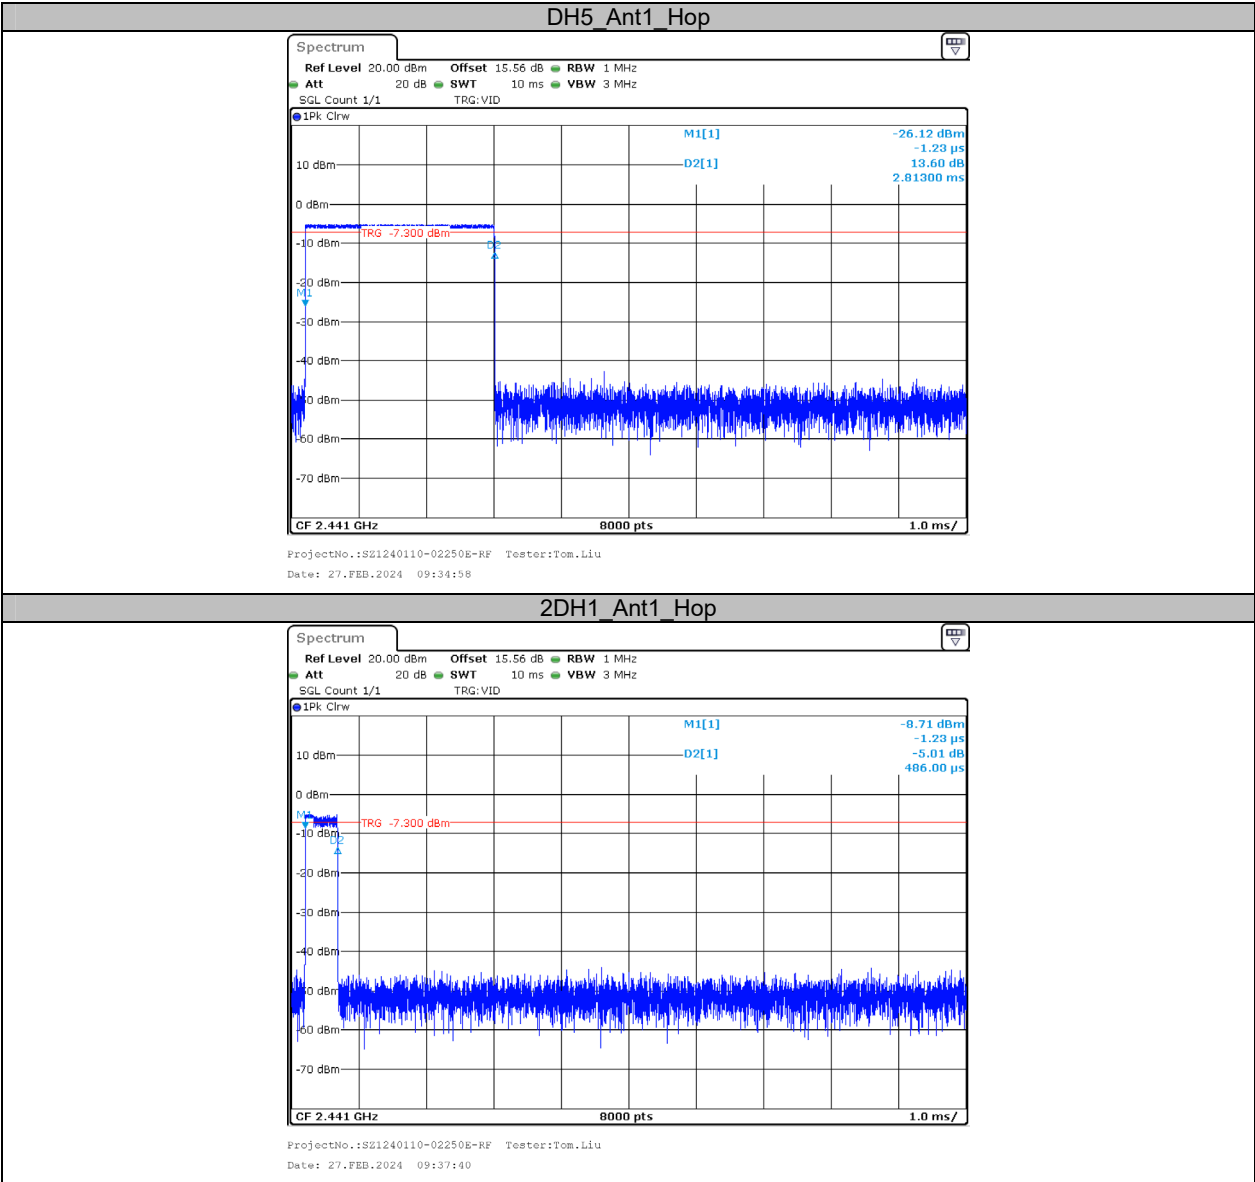 DH5_Ant1_Hop
Spectrum
Ref Level 20.00 dBm Offset 15.56 dB RBW 1 MHz
Att 20 dB SWT 10 ms VBW 3 MHz
SGL Count 1/1 TRG:VID
1Pk Clrw
M1[1] -26.12 dBm
-1.23 µs
10 dBm D2[1] 13.60 dB
2.81300 ms
0 dBm
TRG -7.300 dBm
-10 dBm D2
-20 dBm
M1
-30 dBm
-40 dBm
-50 dBm
-60 dBm
-70 dBm
CF 2.441 GHz 8000 pts 1.0 ms/
ProjectNo.:SZ1240110-02250E-RF Tester:Tom.Liu
Date: 27.FEB.2024 09:34:58
2DH1_Ant1_Hop
Spectrum
Ref Level 20.00 dBm Offset 15.56 dB RBW 1 MHz
Att 20 dB SWT 10 ms VBW 3 MHz
SGL Count 1/1 TRG:VID
1Pk Clrw
M1[1] -8.71 dBm
-1.23 µs
10 dBm D2[1] -5.01 dB
486.00 µs
0 dBm
M1
TRG -7.300 dBm
-10 dBm
D2
-20 dBm
-30 dBm
-40 dBm
-50 dBm
-60 dBm
-70 dBm
CF 2.441 GHz 8000 pts 1.0 ms/
ProjectNo.:SZ1240110-02250E-RF Tester:Tom.Liu
Date: 27.FEB.2024 09:37:40